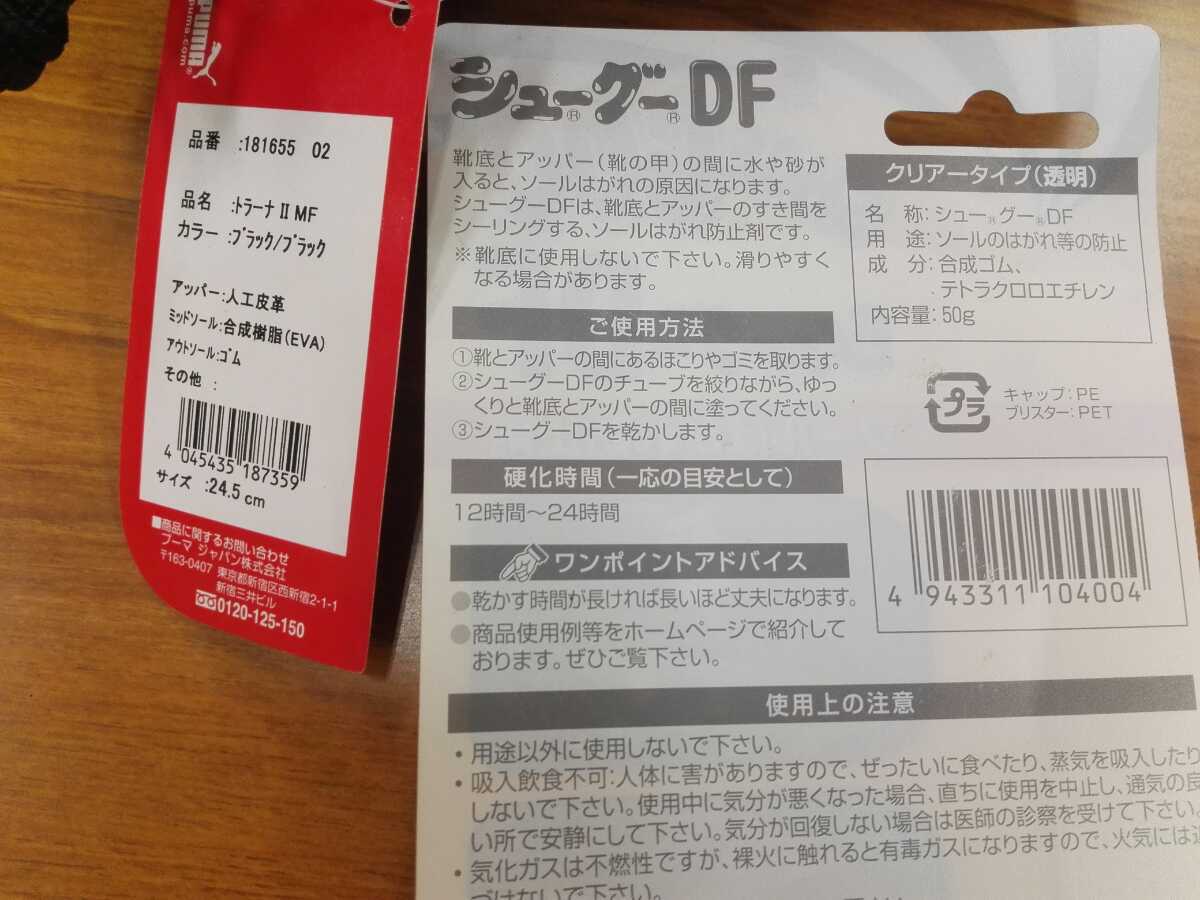 PUMA®
puma.com
品番 :181655 02
品名 :トラーナ II MF
カラー :ブラック/ブラック
アッパー:人工皮革
ミッドソール:合成樹脂(EVA)
アウトソール:ゴム
その他 :
4 045435 187359
サイズ :24.5 cm
■商品に関するお問い合わせ
プーマ ジャパン株式会社
〒163-0407 東京都新宿区西新宿2-1-1
新宿三井ビル
0120-125-150
シュー®グー®DF
靴底とアッパー(靴の甲)の間に水や砂が
入ると、ソールはがれの原因になります。
シューグーDFは、靴底とアッパーのすき間を
シーリングする、ソールはがれ防止剤です。
※靴底に使用しないで下さい。滑りやすく
なる場合があります。
ご使用方法
①靴とアッパーの間にあるほこりやゴミを取ります。
②シューグーDFのチューブを絞りながら、ゆっ
くりと靴底とアッパーの間に塗ってください。
③シューグーDFを乾かします。
硬化時間(一応の目安として)
12時間〜24時間
ワンポイントアドバイス
●乾かす時間が長ければ長いほど丈夫になります。
●商品使用例等をホームページで紹介して
おります。ぜひご覧下さい。
クリアータイプ(透明)
名 称:シュー®グー®DF
用 途:ソールのはがれ等の防止
成 分:合成ゴム、
テトラクロロエチレン
内容量:50g
プラ
キャップ:PE
ブリスター:PET
4 943311 104004
使用上の注意
・用途以外に使用しないで下さい。
・吸入飲食不可:人体に害がありますので、ぜったいに食べたり、蒸気を吸入したり
しないで下さい。使用中に気分が悪くなった場合、直ちに使用を中止し、通気の良
い所で安静にして下さい。気分が回復しない場合は医師の診察を受けて下さい
・気化ガスは不燃性ですが、裸火に触れると有毒ガスになりますので、火気には近
づけないで下さい。